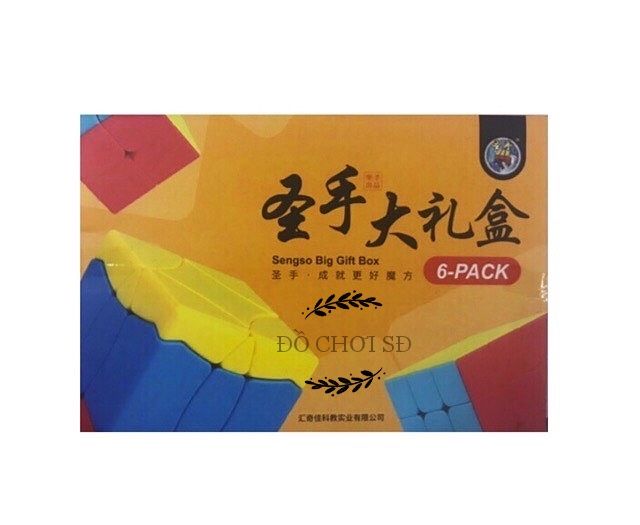 圣手大礼盒
Sengso Big Gift Box
圣手·成就更好魔方
6-PACK
ĐỒ CHƠI SĐ
汇奇佳科教实业有限公司